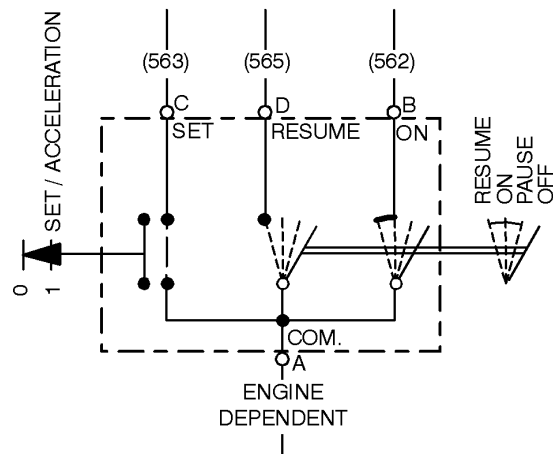 (563) (565) (562)
C D B
SET RESUME ON
SET / ACCELERATION
0 1
RESUME
ON
PAUSE
OFF
COM.
A
ENGINE
DEPENDENT